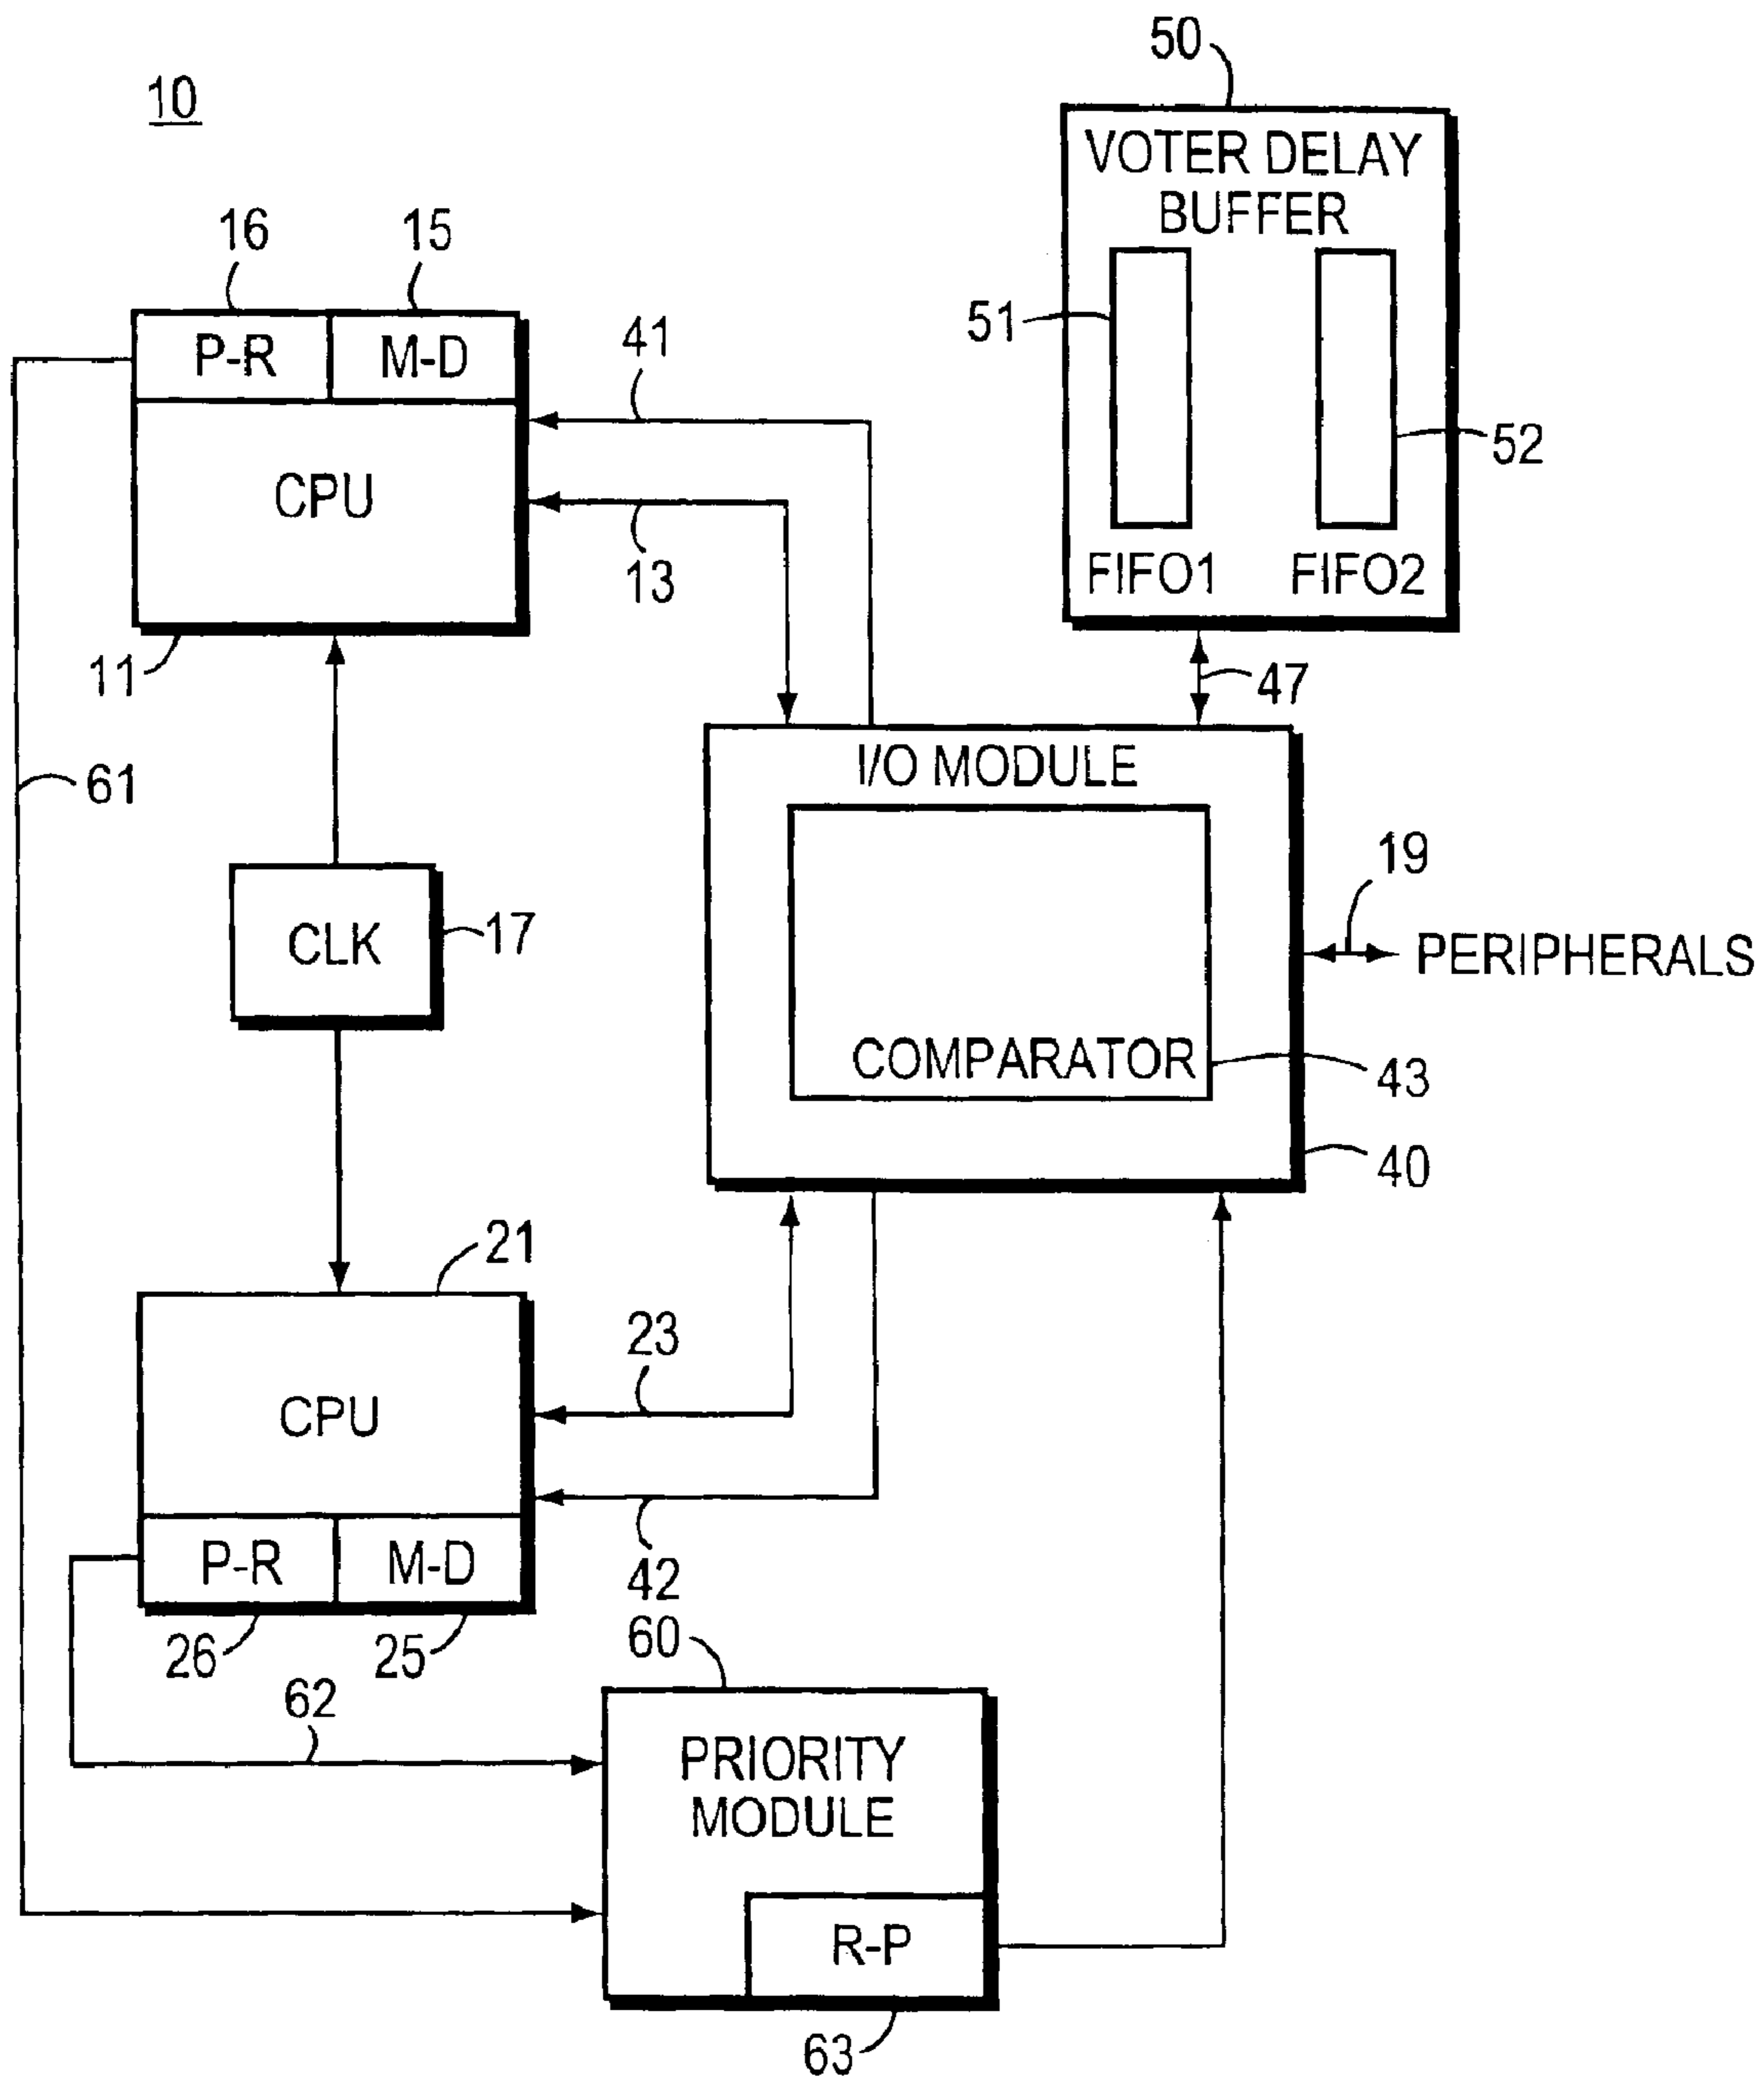 50
10
VOTER DELAY
BUFFER
16
15
51
41
P-R
M-D
52
CPU
13
FIFO1
FIFO2
11
47
I/O MODULE
61
19
CLK
17
PERIPHERALS
COMPARATOR
43
40
21
23
CPU
42
P-R
M-D
26
25
60
62
PRIORITY
MODULE
R-P
63